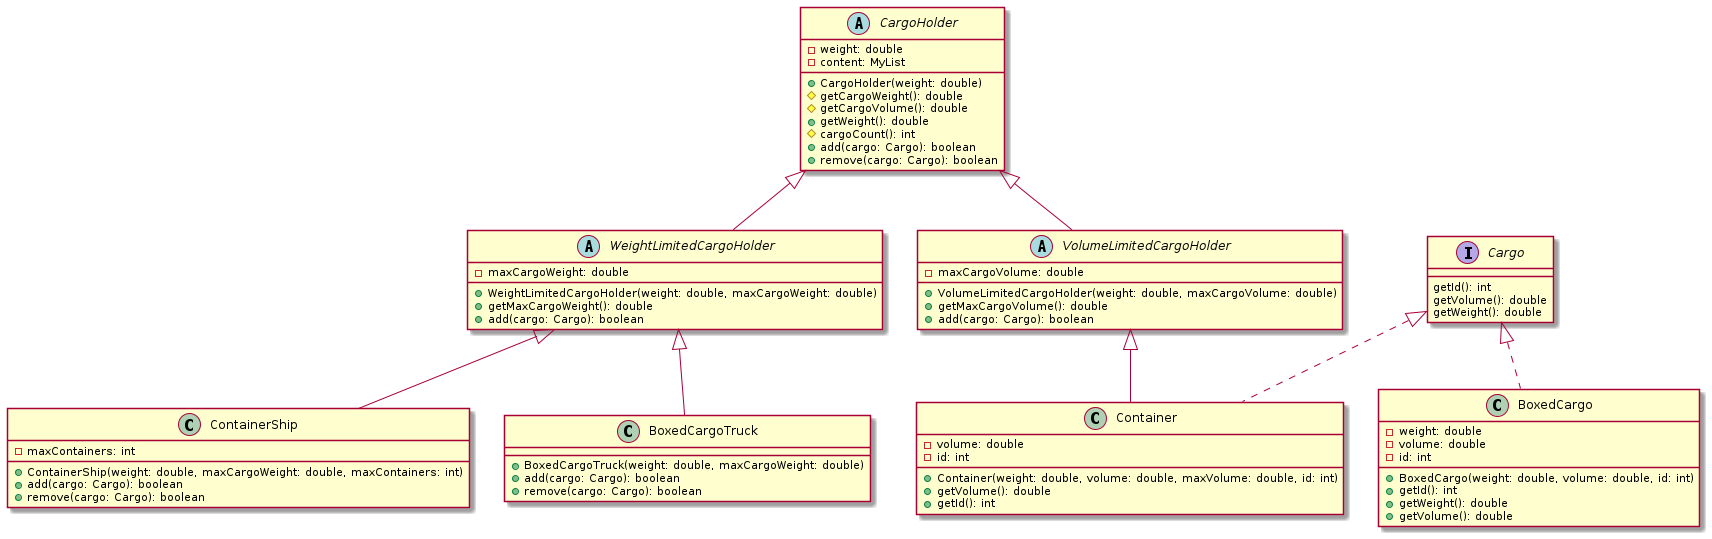 A CargoHolder
weight: double
content: MyList
CargoHolder(weight: double)
getCargoWeight(): double
getCargoVolume(): double
getWeight(): double
cargoCount(): int
add(cargo: Cargo): boolean
remove(cargo: Cargo): boolean
A WeightLimitedCargoHolder
maxCargoWeight: double
WeightLimitedCargoHolder(weight: double, maxCargoWeight: double)
getMaxCargoWeight(): double
add(cargo: Cargo): boolean
A VolumeLimitedCargoHolder
maxCargoVolume: double
VolumeLimitedCargoHolder(weight: double, maxCargoVolume: double)
getMaxCargoVolume(): double
add(cargo: Cargo): boolean
I Cargo
getId(): int
getVolume(): double
getWeight(): double
C ContainerShip
maxContainers: int
ContainerShip(weight: double, maxCargoWeight: double, maxContainers: int)
add(cargo: Cargo): boolean
remove(cargo: Cargo): boolean
C BoxedCargoTruck
BoxedCargoTruck(weight: double, maxCargoWeight: double)
add(cargo: Cargo): boolean
remove(cargo: Cargo): boolean
C Container
volume: double
id: int
Container(weight: double, volume: double, maxVolume: double, id: int)
getVolume(): double
getId(): int
C BoxedCargo
weight: double
volume: double
id: int
BoxedCargo(weight: double, volume: double, id: int)
getId(): int
getWeight(): double
getVolume(): double